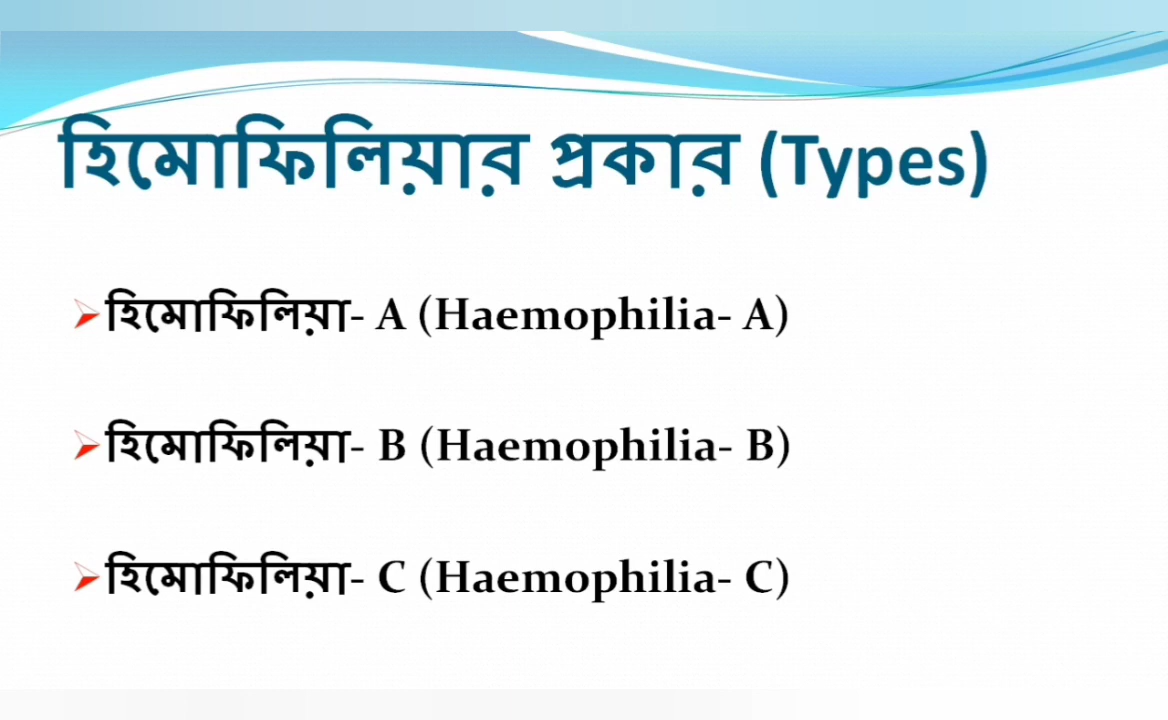 হিমোফিলিয়ার প্রকার (Types)
হিমোফিলিয়া- A (Haemophilia- A)
হিমোফিলিয়া- B (Haemophilia- B)
হিমোফিলিয়া- C (Haemophilia- C)